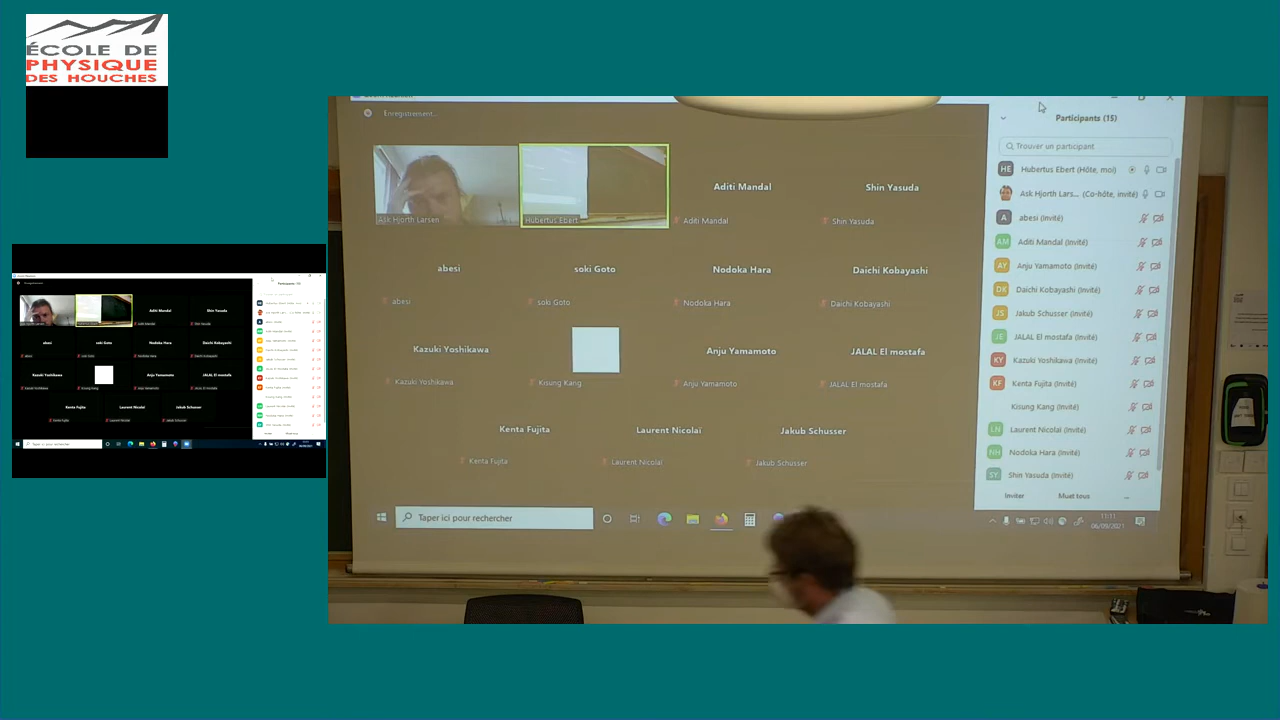 ÉCOLE DE
PHYSIQUE
DES HOUCHES
Enregistrement...
Participants (15)
Trouver un participant
Ask Hjorth Larsen
Hubertus Ebert
Aditi Mandal
Aditi Mandal
Shin Yasuda
Shin Yasuda
abesi
abesi
soki Goto
soki Goto
Nodoka Hara
Nodoka Hara
Daichi Kobayashi
Daichi Kobayashi
Kazuki Yoshikawa
Kazuki Yoshikawa
Kisung Kang
Anju Yamamoto
Anju Yamamoto
JALAL El mostafa
JALAL El mostafa
Kenta Fujita
Kenta Fujita
Laurent Nicolaï
Laurent Nicolaï
Jakub Schusser
Jakub Schusser
HE Hubertus Ebert (Hôte, moi)
Ask Hjorth Lars... (Co-hôte, invité)
A abesi (Invité)
AM Aditi Mandal (Invité)
AY Anju Yamamoto (Invité)
DK Daichi Kobayashi (Invité)
JS Jakub Schusser (Invité)
JE JALAL El mostafa (Invité)
KY Kazuki Yoshikawa (Invité)
KF Kenta Fujita (Invité)
Kisung Kang (Invité)
LN Laurent Nicolaï (Invité)
NH Nodoka Hara (Invité)
SY Shin Yasuda (Invité)
Inviter
Muet tous
...
Taper ici pour rechercher
11:11
06/09/2021